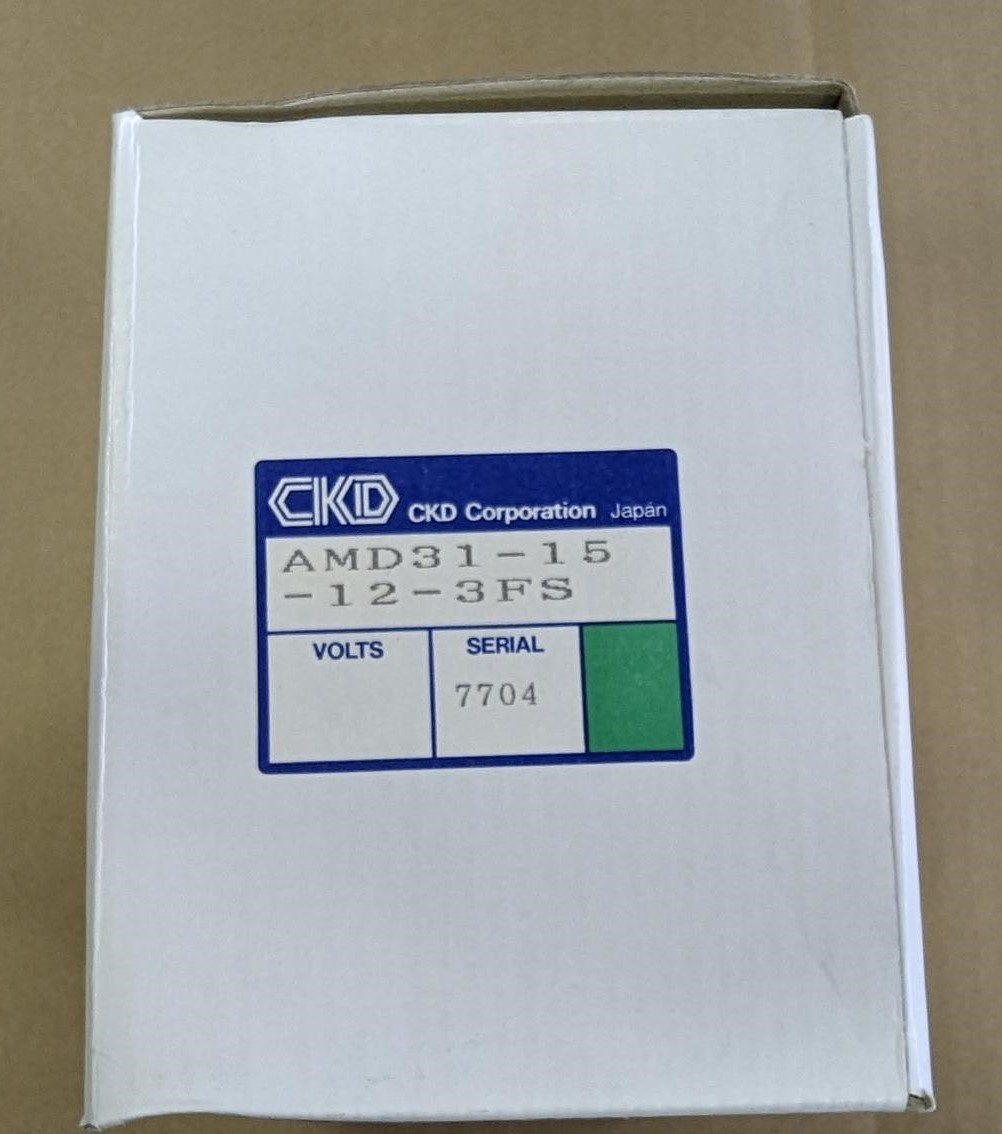 CKD CKD Corporation Japan
AMD31-15
-12-3FS
VOLTS SERIAL
7704